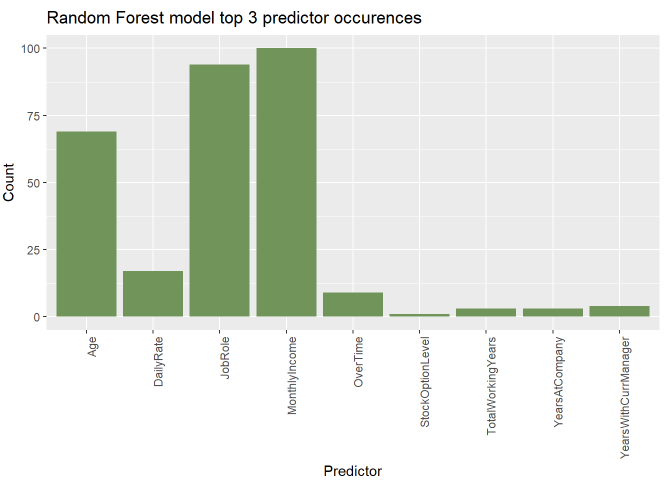 Random Forest model top 3 predictor occurences
100
75
50
25
0
Count
Age
DailyRate
JobRole
MonthlyIncome
OverTime
StockOptionLevel
TotalWorkingYears
YearsAtCompany
YearsWithCurrManager
Predictor